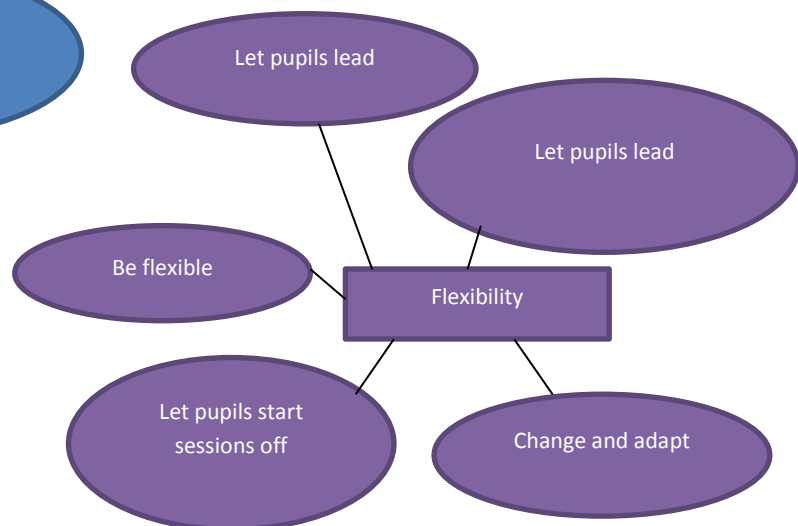 Let pupils lead
Let pupils lead
Be flexible
Flexibility
Let pupils start
sessions off
Change and adapt